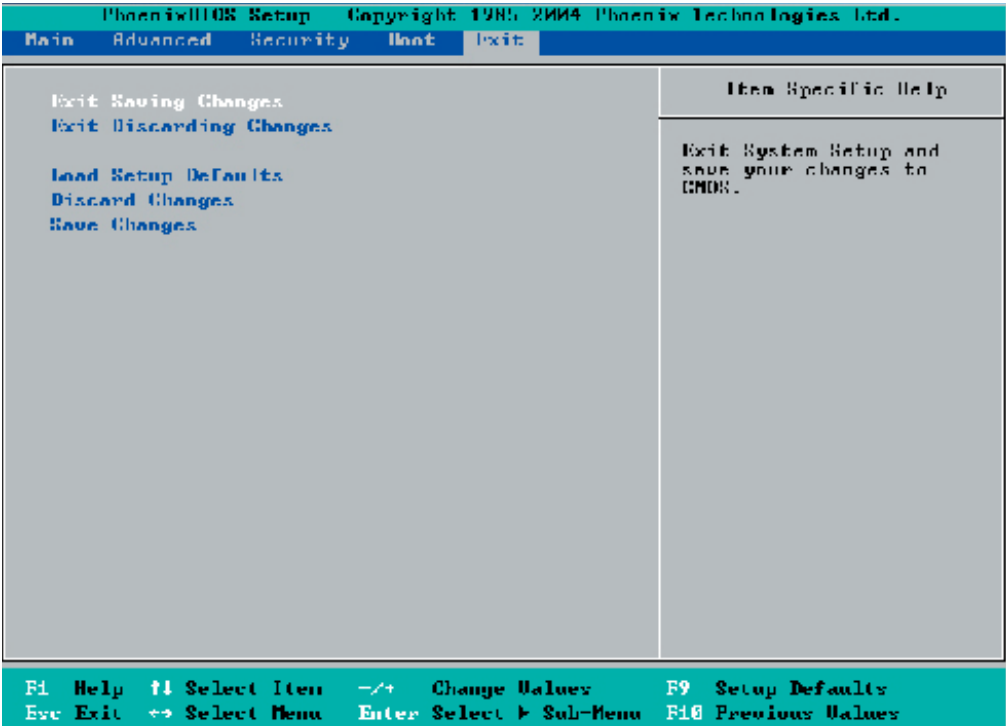 PhoenixBIOS Setup Copyright 1985-2004 Phoenix Technologies Ltd.
Main Advanced Security Boot Exit
Exit Saving Changes
Exit Discarding Changes
Load Setup Defaults
Discard Changes
Save Changes
Item Specific Help
Exit System Setup and
save your changes to
CMOS.
F1 Help ↑↓ Select Item -/+ Change Values F9 Setup Defaults
Esc Exit ↔ Select Menu Enter Select ▶ Sub-Menu F10 Previous Values